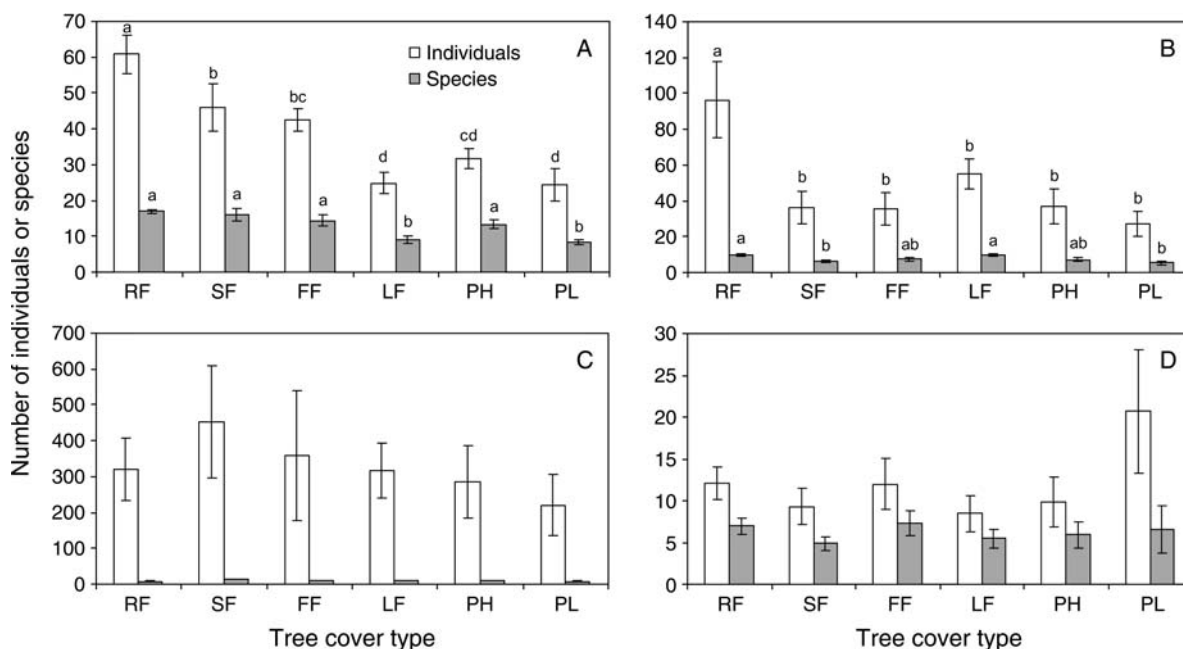 Number of individuals or species
A
Individuals
Species
70
60
50
40
30
20
10
0
a
b
bc
d
cd
d
a
a
a
b
a
b
RF SF FF LF PH PL
B
140
120
100
80
60
40
20
0
a
b
b
b
b
b
a
b
ab
a
ab
b
RF SF FF LF PH PL
C
700
600
500
400
300
200
100
0
RF SF FF LF PH PL
Tree cover type
D
30
25
20
15
10
5
0
RF SF FF LF PH PL
Tree cover type